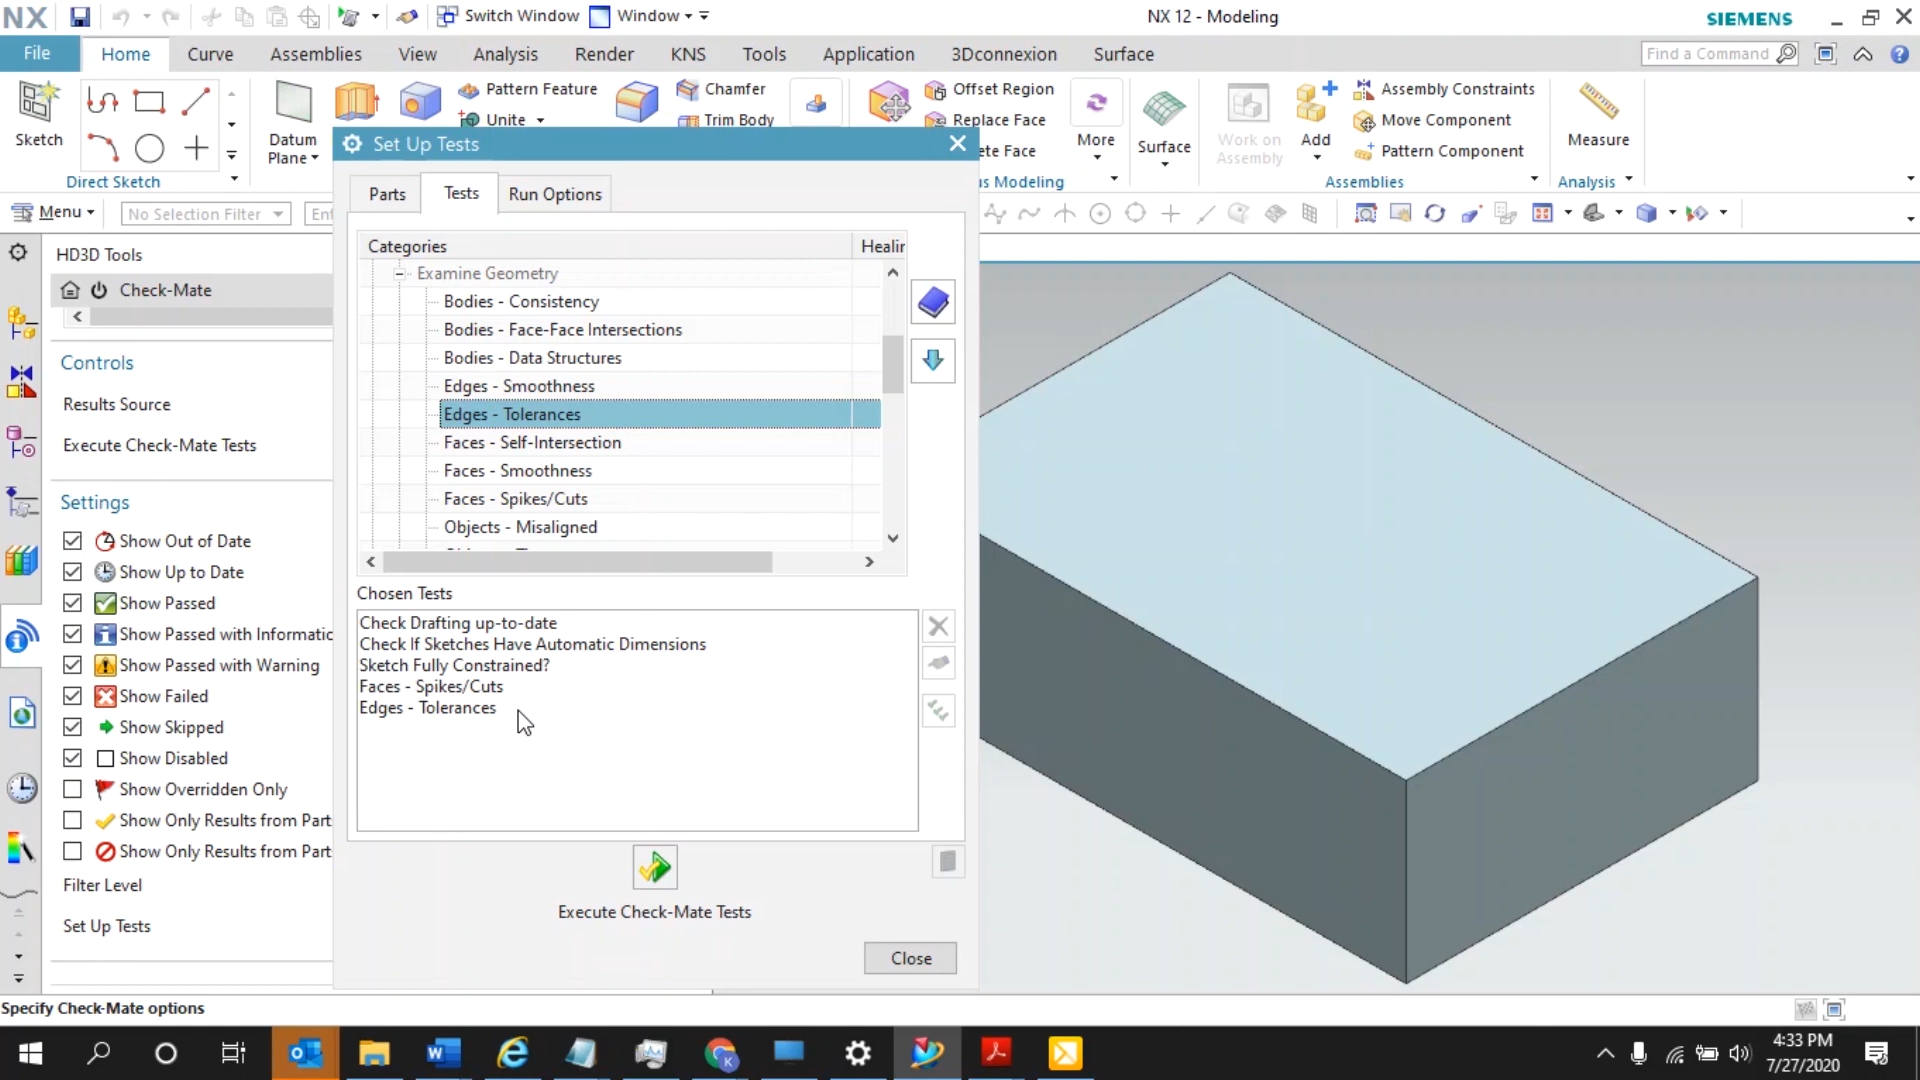 NX
Switch Window
Window
NX 12 - Modeling
SIEMENS
File
Home
Curve
Assemblies
View
Analysis
Render
KNS
Tools
Application
3Dconnexion
Surface
Find a Command
Sketch
Direct Sketch
Datum
Plane
Pattern Feature
Unite
Chamfer
Trim Body
Offset Region
Replace Face
ete Face
More
s Modeling
Surface
Work on
Assembly
Add
Assembly Constraints
Move Component
Pattern Component
Assemblies
Measure
Analysis
Menu
No Selection Filter
Ent
HD3D Tools
Check-Mate
Controls
Results Source
Execute Check-Mate Tests
Settings
Show Out of Date
Show Up to Date
Show Passed
Show Passed with Informatic
Show Passed with Warning
Show Failed
Show Skipped
Show Disabled
Show Overridden Only
Show Only Results from Part
Show Only Results from Part
Filter Level
Set Up Tests
Set Up Tests
Parts
Tests
Run Options
Categories
Healir
Examine Geometry
Bodies - Consistency
Bodies - Face-Face Intersections
Bodies - Data Structures
Edges - Smoothness
Edges - Tolerances
Faces - Self-Intersection
Faces - Smoothness
Faces - Spikes/Cuts
Objects - Misaligned
Chosen Tests
Check Drafting up-to-date
Check If Sketches Have Automatic Dimensions
Sketch Fully Constrained?
Faces - Spikes/Cuts
Edges - Tolerances
Execute Check-Mate Tests
Close
Specify Check-Mate options
4:33 PM
7/27/2020